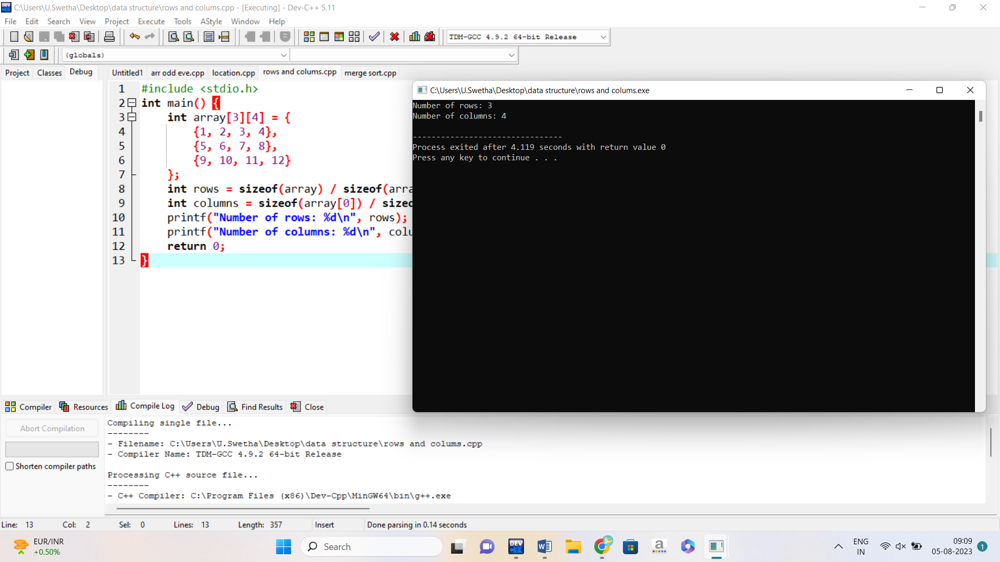 C:\Users\U.Swetha\Desktop\data structure\rows and colums.cpp - [Executing] - Dev-C++ 5.11
File Edit Search View Project Execute Tools AStyle Window Help
TDM-GCC 4.9.2 64-bit Release
(globals)
Project Classes Debug
Untitled1 arr odd eve.cpp location.cpp rows and colums.cpp merge sort.cpp
1 #include <stdio.h>
2 int main() {
3 int array[3][4] = {
4 {1, 2, 3, 4},
5 {5, 6, 7, 8},
6 {9, 10, 11, 12}
7 };
8 int rows = sizeof(array) / sizeof(arra
9 int columns = sizeof(array[0]) / sizeo
10 printf("Number of rows: %d\n", rows);
11 printf("Number of columns: %d\n", colu
12 return 0;
13 }
C:\Users\U.Swetha\Desktop\data structure\rows and colums.exe
Number of rows: 3
Number of columns: 4
--------------------------------
Process exited after 4.119 seconds with return value 0
Press any key to continue . . .
Compiler Resources Compile Log Debug Find Results Close
Abort Compilation
Shorten compiler paths
Compiling single file...
--------
- Filename: C:\Users\U.Swetha\Desktop\data structure\rows and colums.cpp
- Compiler Name: TDM-GCC 4.9.2 64-bit Release
Processing C++ source file...
--------
- C++ Compiler: C:\Program Files (x86)\Dev-Cpp\MinGW64\bin\g++.exe
Line: 13 Col: 2 Sel: 0 Lines: 13 Length: 357 Insert Done parsing in 0.14 seconds
EUR/INR
+0.50%
Search
DEV
C++
W
a
ENG
IN
09:09
05-08-2023
1